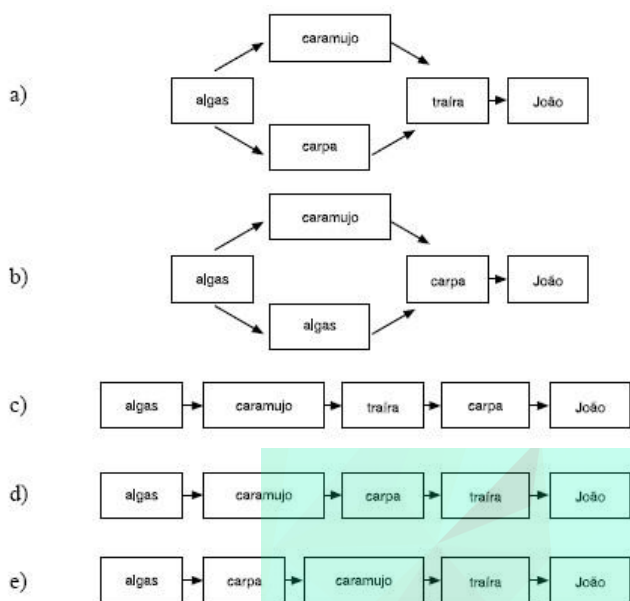 caramujo
a) algas traíra João
carpa
caramujo
b) algas carpa João
algas
c) algas caramujo traíra carpa João
d) algas caramujo carpa traíra João
e) algas carpa caramujo traíra João